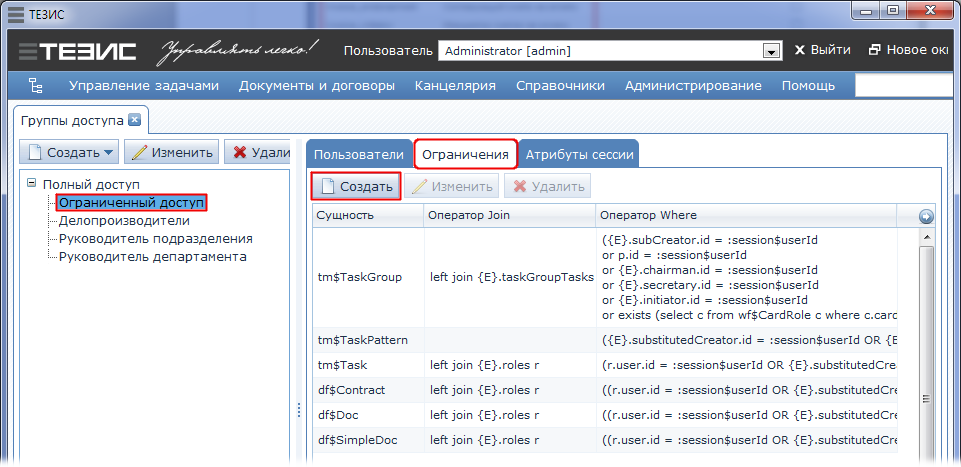 ТЕЗИС
ТЕЗИС Управлять легко! Пользователь Administrator [admin] Выйти Новое ок
Управление задачами Документы и договоры Канцелярия Справочники Администрирование Помощь
Группы доступа
Создать Изменить Удали
Полный доступ
Ограниченный доступ
Делопроизводители
Руководитель подразделения
Руководитель департамента
Пользователи Ограничения Атрибуты сессии
Создать Изменить Удалить
Сущность Оператор Join Оператор Where
({E}.subCreator.id = :session$userId
or p.id = :session$userId
tm$TaskGroup left join {E}.taskGroupTasks or {E}.chairman.id = :session$userId
or {E}.secretary.id = :session$userId
or {E}.initiator.id = :session$userId
or exists (select c from wf$CardRole c where c.card
tm$TaskPattern ({E}.substitutedCreator.id = :session$userId OR {E
tm$Task left join {E}.roles r (r.user.id = :session$userId OR {E}.substitutedCrea
df$Contract left join {E}.roles r ((r.user.id = :session$userId OR {E}.substitutedCre
df$Doc left join {E}.roles r ((r.user.id = :session$userId OR {E}.substitutedCre
df$SimpleDoc left join {E}.roles r ((r.user.id = :session$userId OR {E}.substitutedCre